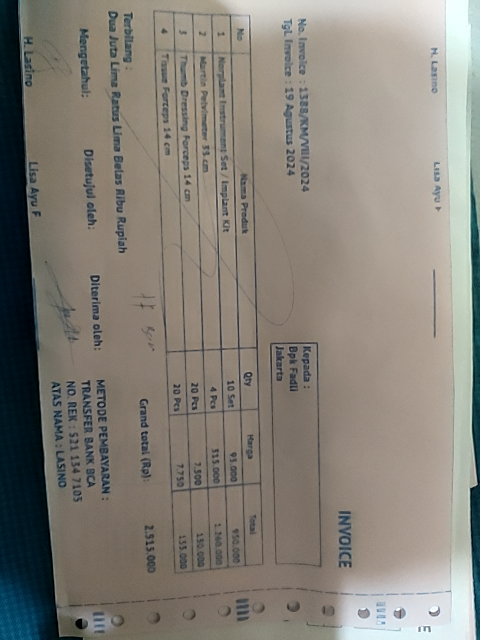 H. Lasino
Lisa Ayu F
INVOICE
No. Invoice : 1388/KM/VIII/2024
Tgl. Invoice : 19 Agustus 2024
Kepada :
Bpk Fadli
Jakarta
No Nama Produk Qty Harga Total
1 Norplant Instrument Set / Implant Kit 10 Set 95.000 950.000
2 Martin Pelvimeter 33 cm 4 Pcs 315.000 1.260.000
3 Thumb Dressing Forceps 14 cm 20 Pcs 7.500 150.000
4 Tissue Forceps 14 cm 20 Pcs 7.750 155.000
Grand total (Rp): 2.515.000
Terbilang :
Dua Juta Lima Ratus Lima Belas Ribu Rupiah
Mengetahui: Disetujui oleh: Diterima oleh:
H. Lasino Lisa Ayu F
METODE PEMBAYARAN :
TRANSFER BANK BCA
NO. REK : 521 134 7105
ATAS NAMA : LASINO